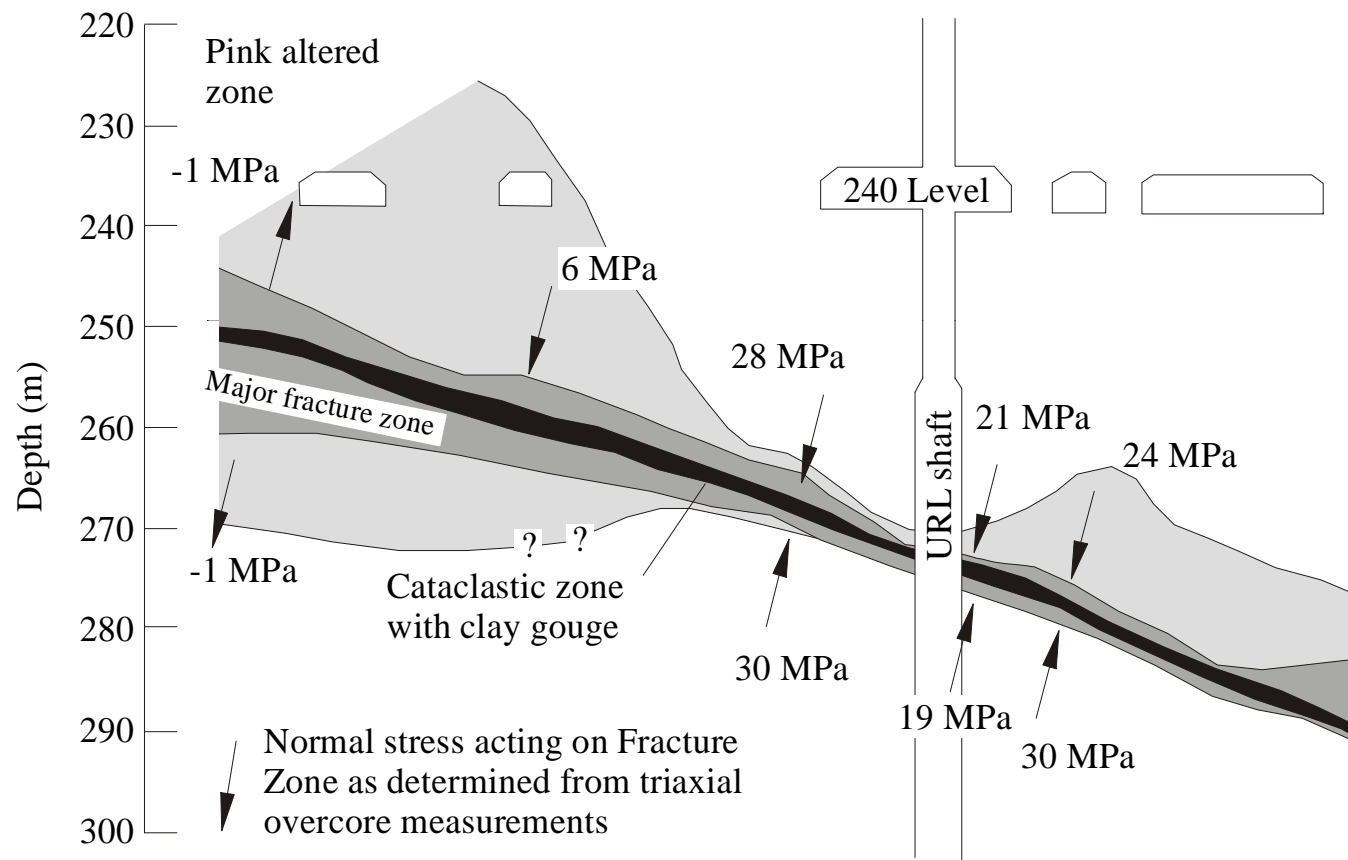 220
Pink altered
zone
230
-1 MPa
240 Level
240
6 MPa
250
28 MPa
Depth (m)
Major fracture zone
260
21 MPa
URL shaft
24 MPa
270
? ?
-1 MPa
Cataclastic zone
with clay gouge
280
30 MPa
19 MPa
30 MPa
290
Normal stress acting on Fracture
Zone as determined from triaxial
overcore measurements
300